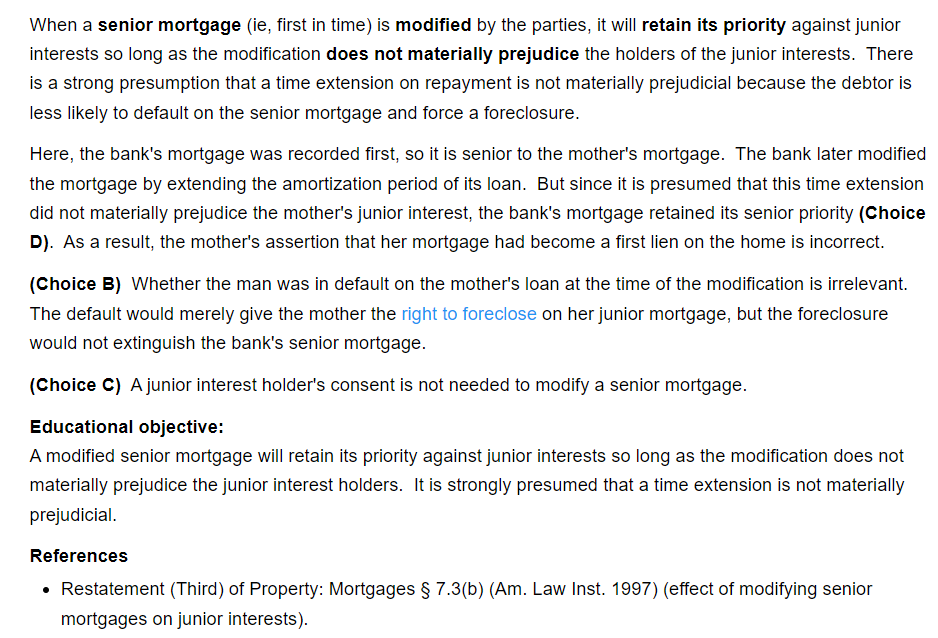 When a senior mortgage (ie, first in time) is modified by the parties, it will retain its priority against junior
interests so long as the modification does not materially prejudice the holders of the junior interests.  There
is a strong presumption that a time extension on repayment is not materially prejudicial because the debtor is
less likely to default on the senior mortgage and force a foreclosure.
Here, the bank's mortgage was recorded first, so it is senior to the mother's mortgage.  The bank later modified
the mortgage by extending the amortization period of its loan.  But since it is presumed that this time extension
did not materially prejudice the mother's junior interest, the bank's mortgage retained its senior priority (Choice
D).  As a result, the mother's assertion that her mortgage had become a first lien on the home is incorrect.
(Choice B)  Whether the man was in default on the mother's loan at the time of the modification is irrelevant.
The default would merely give the mother the right to foreclose on her junior mortgage, but the foreclosure
would not extinguish the bank's senior mortgage.
(Choice C)  A junior interest holder's consent is not needed to modify a senior mortgage.
Educational objective:
A modified senior mortgage will retain its priority against junior interests so long as the modification does not
materially prejudice the junior interest holders.  It is strongly presumed that a time extension is not materially
prejudicial.
References
• Restatement (Third) of Property: Mortgages § 7.3(b) (Am. Law Inst. 1997) (effect of modifying senior
mortgages on junior interests).